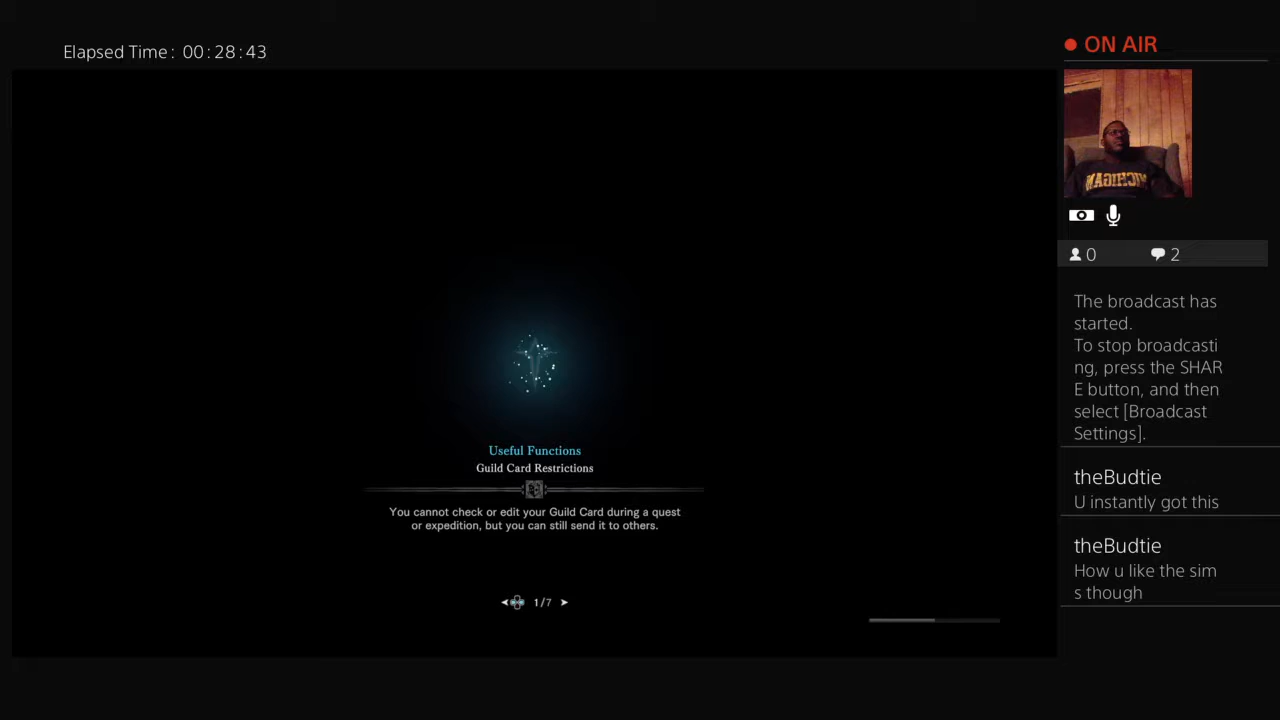 Elapsed Time: 00:28:43
ON AIR
MICHIGAN
0
2
The broadcast has
started.
To stop broadcasti
ng, press the SHAR
E button, and then
select [Broadcast
Settings].
theBudtie
U instantly got this
theBudtie
How u like the sim
s though
Useful Functions
Guild Card Restrictions
You cannot check or edit your Guild Card during a quest
or expedition, but you can still send it to others.
1/7